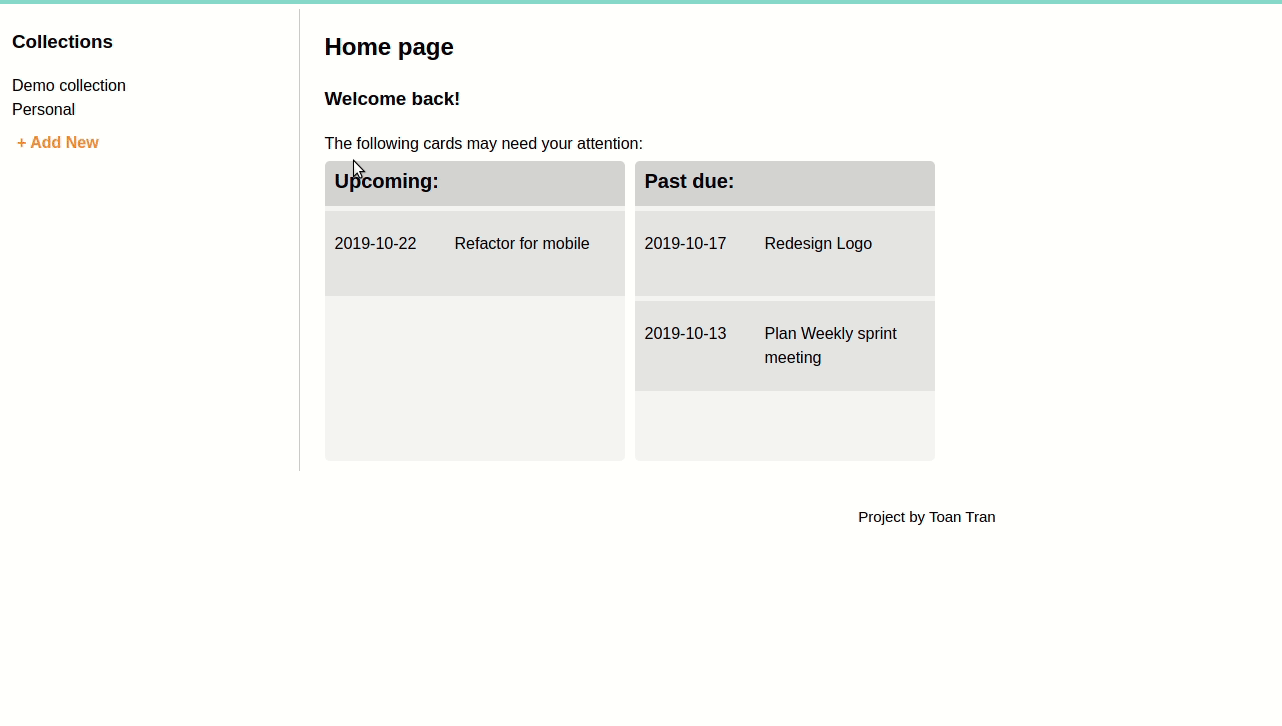 Collections
Demo collection
Personal
+ Add New
Home page
Welcome back!
The following cards may need your attention:
Upcoming:
2019-10-22 Refactor for mobile
Past due:
2019-10-17 Redesign Logo
2019-10-13 Plan Weekly sprint
meeting
Project by Toan Tran